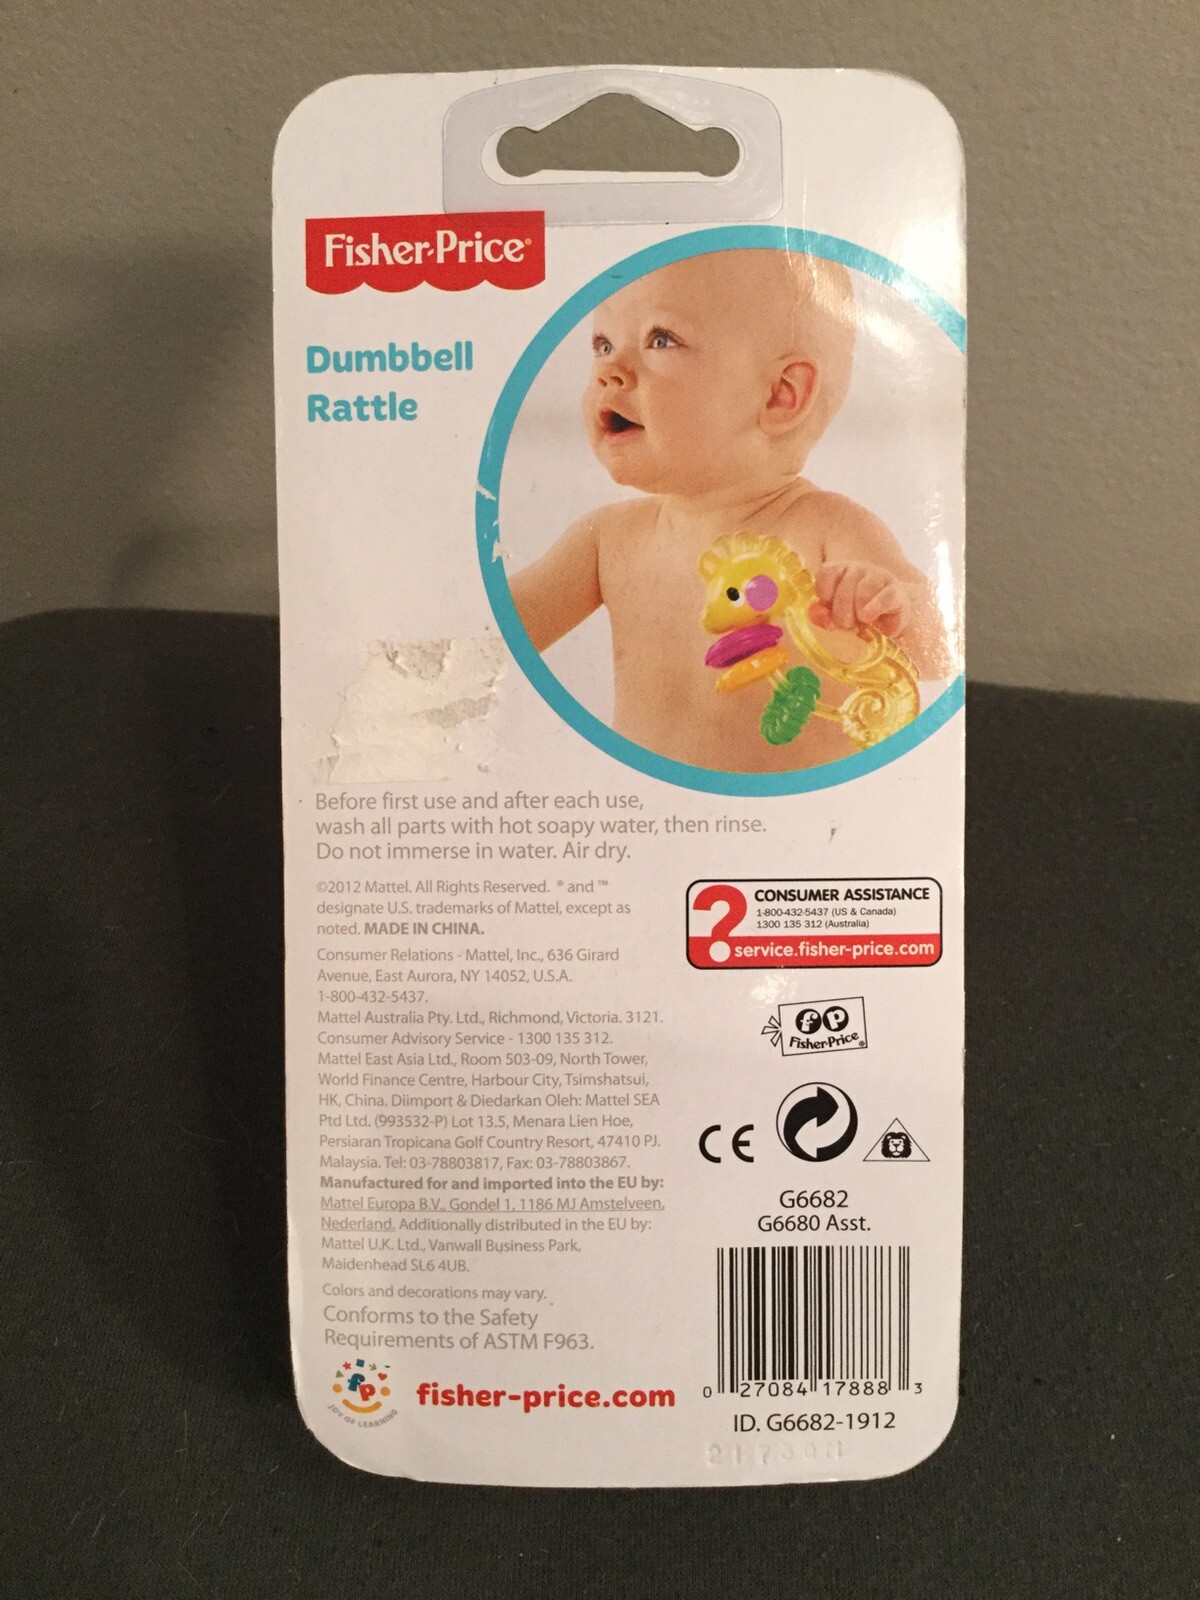 Fisher-Price®
Dumbbell
Rattle
Before first use and after each use,
wash all parts with hot soapy water, then rinse.
Do not immerse in water. Air dry.
©2012 Mattel. All Rights Reserved. ® and ™
designate U.S. trademarks of Mattel, except as
noted. MADE IN CHINA.
Consumer Relations - Mattel, Inc., 636 Girard
Avenue, East Aurora, NY 14052, U.S.A.
1-800-432-5437.
Mattel Australia Pty. Ltd., Richmond, Victoria. 3121.
Consumer Advisory Service - 1300 135 312.
Mattel East Asia Ltd., Room 503-09, North Tower,
World Finance Centre, Harbour City, Tsimshatsui,
HK, China. Diimport & Diedarkan Oleh: Mattel SEA
Ptd Ltd. (993532-P) Lot 13.5, Menara Lien Hoe,
Persiaran Tropicana Golf Country Resort, 47410 PJ.
Malaysia. Tel: 03-78803817, Fax: 03-78803867.
Manufactured for and imported into the EU by:
Mattel Europa B.V., Gondel 1, 1186 MJ Amstelveen,
Nederland. Additionally distributed in the EU by:
Mattel U.K. Ltd., Vanwall Business Park,
Maidenhead SL6 4UB.
Colors and decorations may vary.
Conforms to the Safety
Requirements of ASTM F963.
fp
JOY OF LEARNING
fisher-price.com
? CONSUMER ASSISTANCE
1-800-432-5437 (US & Canada)
1300 135 312 (Australia)
service.fisher-price.com
fp
Fisher-Price®
CE
G6682
G6680 Asst.
0 27084 17888 3
ID. G6682-1912